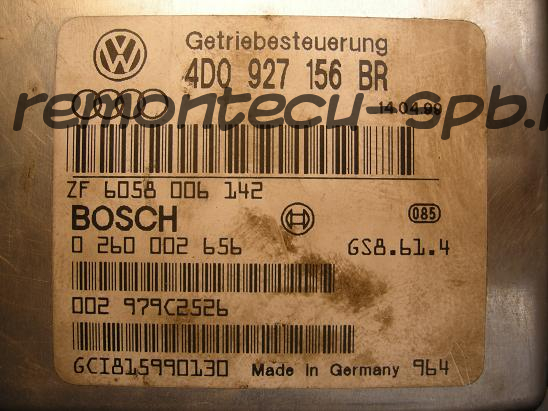 Getriebesteuerung
4D0 927 156 BR
14.04.99
remontecu-spb.r
ZF 6058 006 142
BOSCH
085
0 260 002 656
GS8.61.4
002 979C2526
GCI815990130 Made In Germany 964